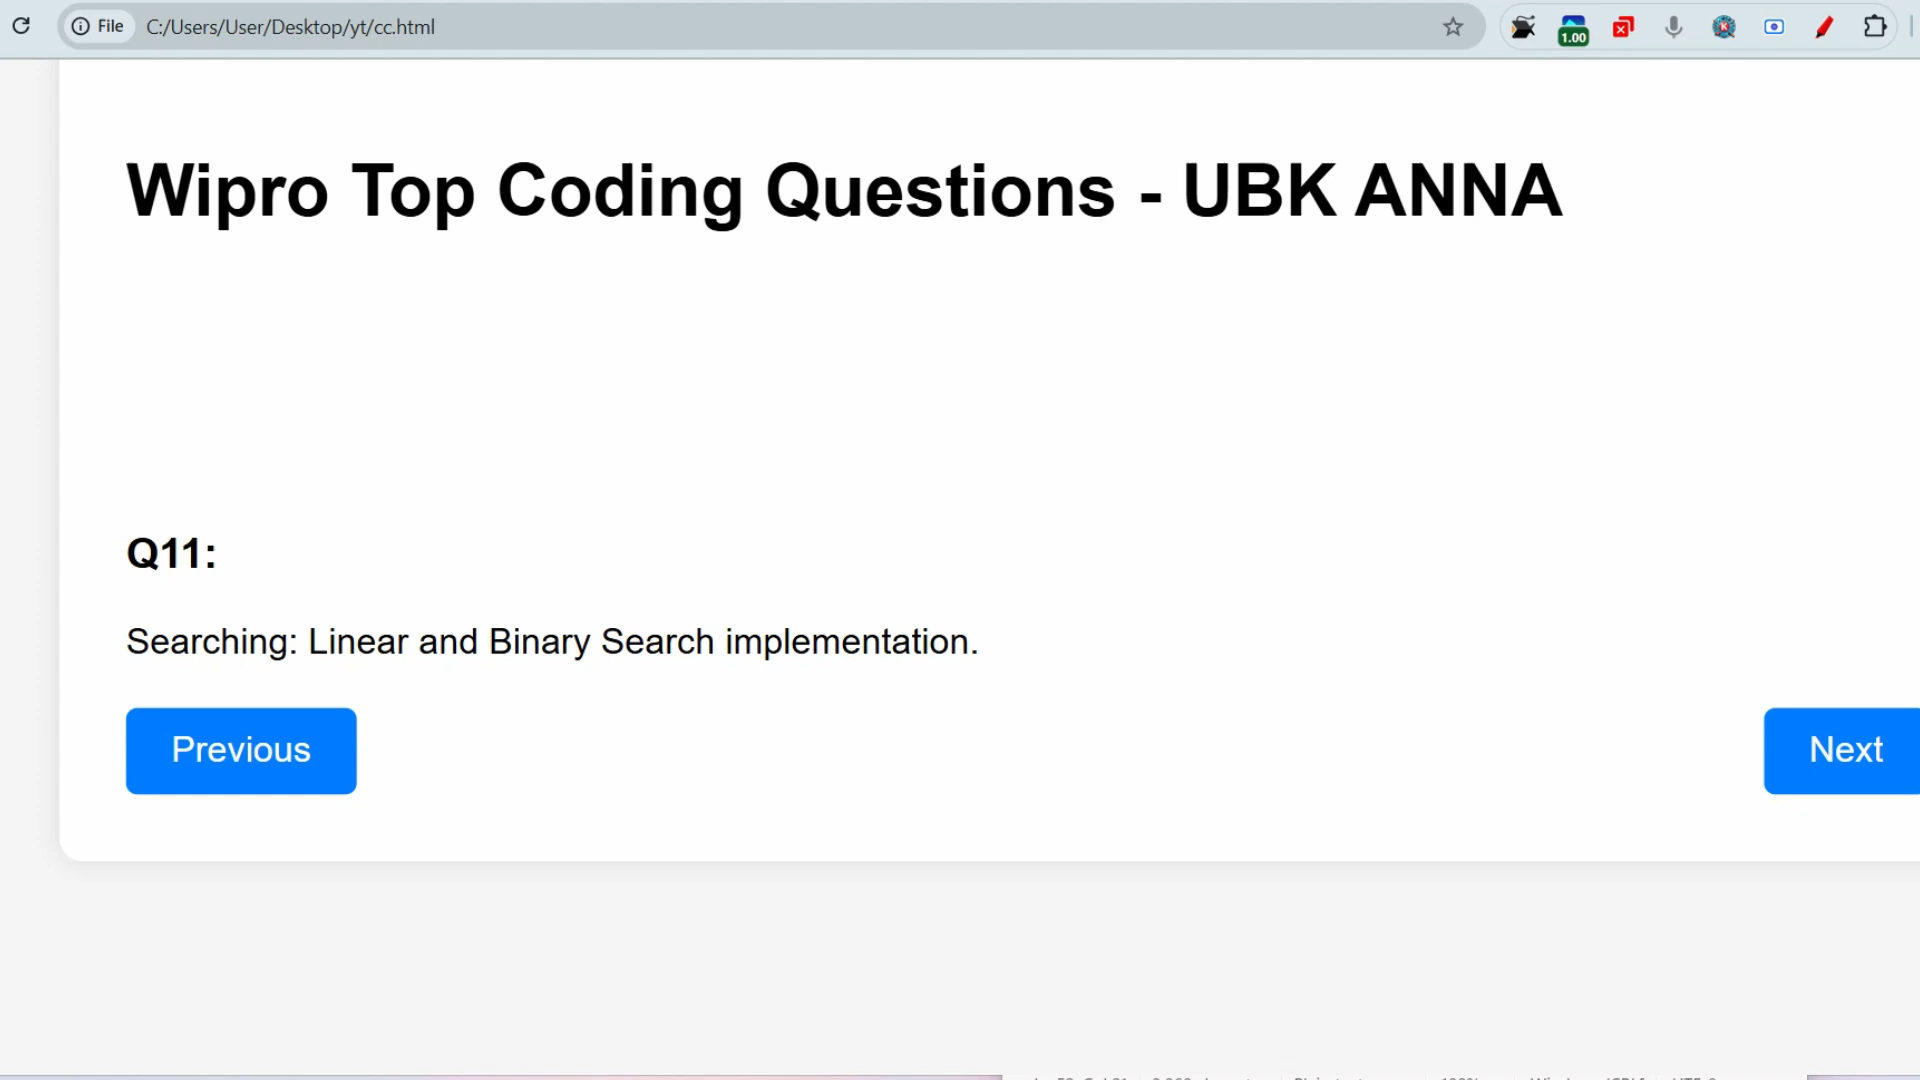 File C:/Users/User/Desktop/yt/cc.html
1.00
Wipro Top Coding Questions - UBK ANNA
Q11:
Searching: Linear and Binary Search implementation.
Previous
Next